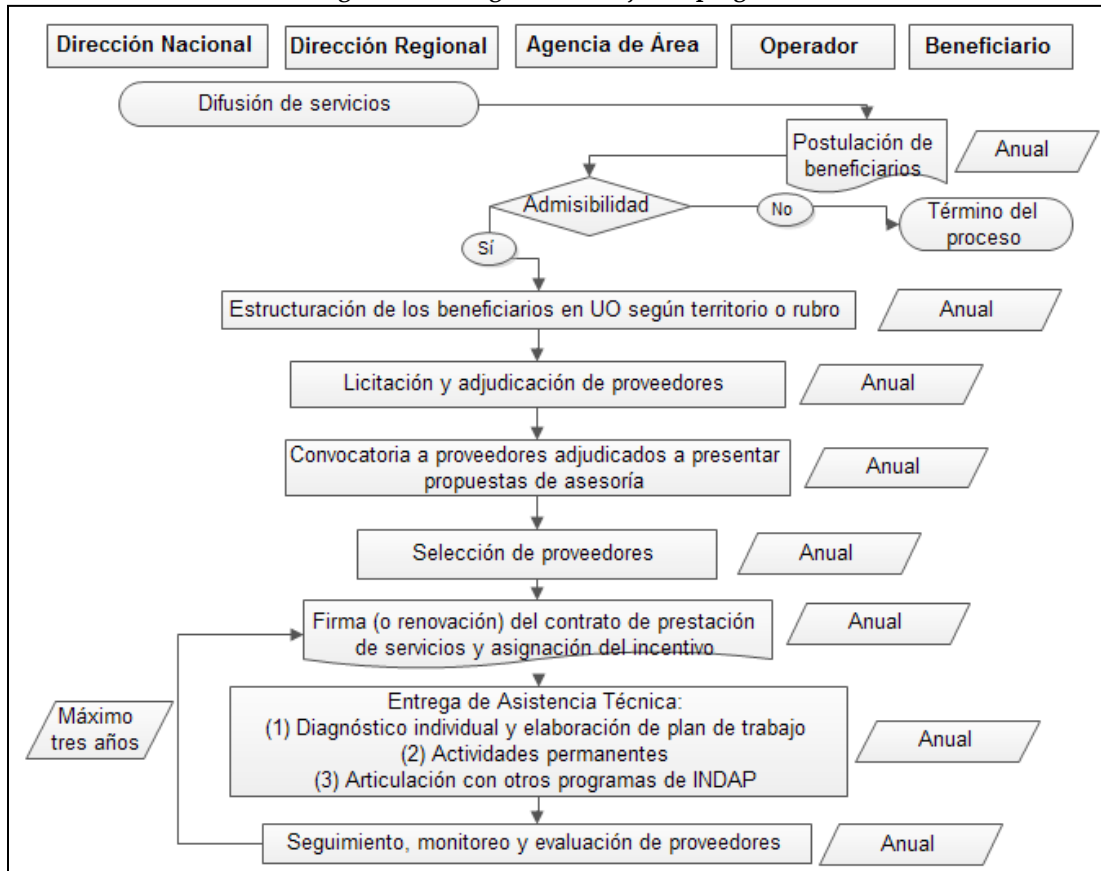 Dirección Nacional
Dirección Regional
Agencia de Área
Operador
Beneficiario
Difusión de servicios
Postulación de
beneficiarios
Anual
Admisibilidad
No
Término del
proceso
Sí
Estructuración de los beneficiarios en UO según territorio o rubro
Anual
Licitación y adjudicación de proveedores
Anual
Convocatoria a proveedores adjudicados a presentar
propuestas de asesoría
Anual
Selección de proveedores
Anual
Firma (o renovación) del contrato de prestación
de servicios y asignación del incentivo
Anual
Máximo
tres años
Entrega de Asistencia Técnica:
(1) Diagnóstico individual y elaboración de plan de trabajo
(2) Actividades permanentes
(3) Articulación con otros programas de INDAP
Anual
Seguimiento, monitoreo y evaluación de proveedores
Anual